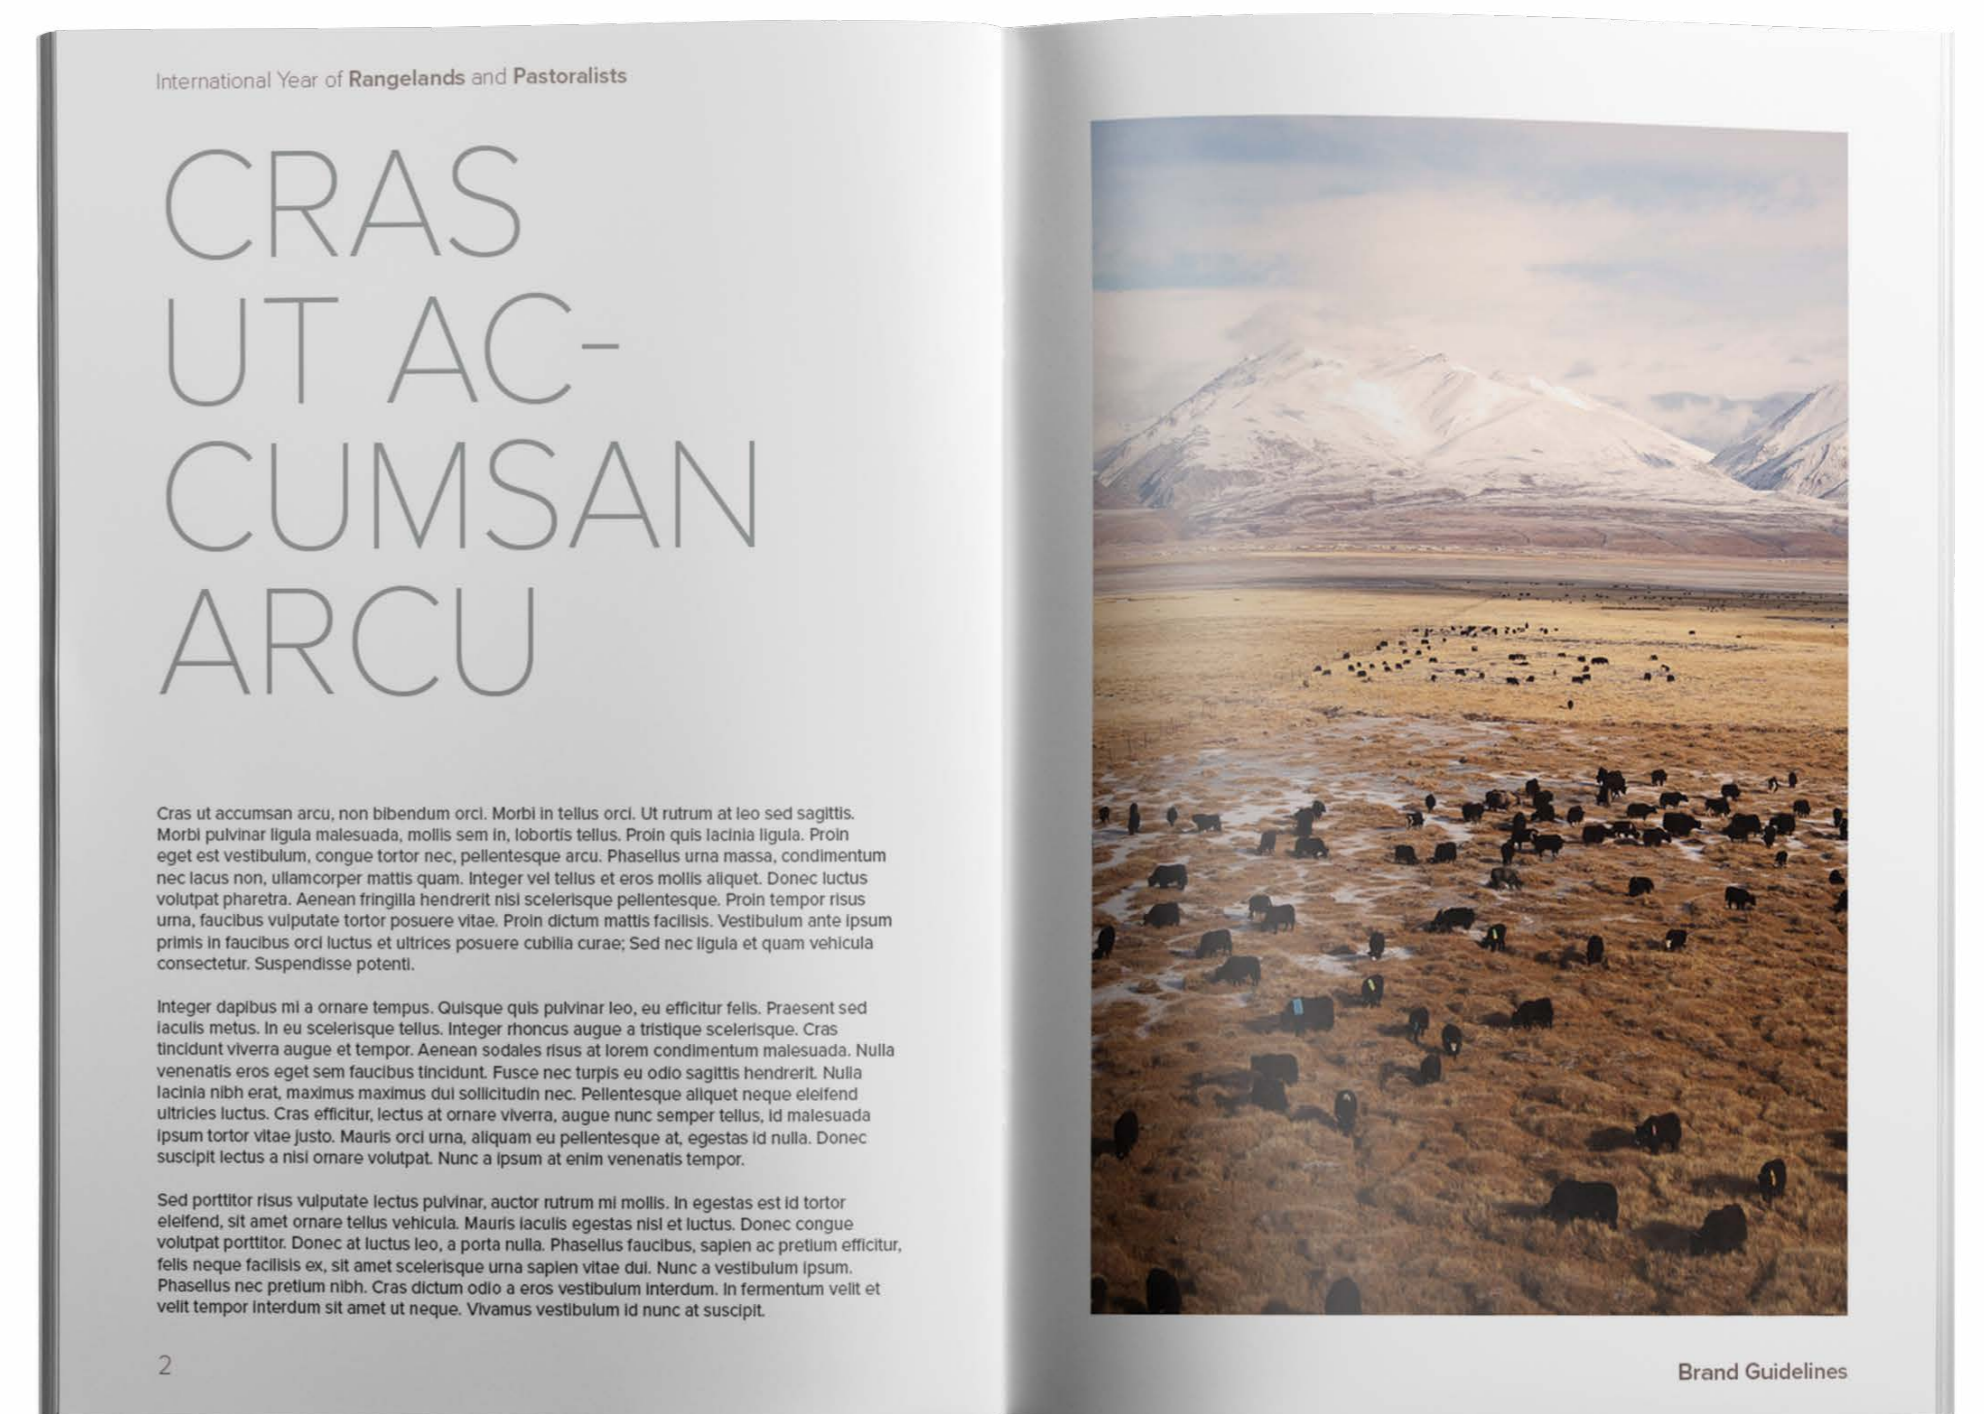 International Year of Rangelands and Pastoralists
CRAS
UT AC-
CUMSAN
ARCU
Cras ut accumsan arcu, non bibendum orci. Morbi in tellus orci. Ut rutrum at leo sed sagittis.
Morbi pulvinar ligula malesuada, mollis sem in, lobortis tellus. Proin quis lacinia ligula. Proin
eget est vestibulum, congue tortor nec, pellentesque arcu. Phasellus urna massa, condimentum
nec lacus non, ullamcorper mattis quam. Integer vel tellus et eros mollis aliquet. Donec luctus
volutpat pharetra. Aenean fringilla hendrerit nisi scelerisque pellentesque. Proin tempor risus
urna, faucibus vulputate tortor posuere vitae. Proin dictum mattis facilisis. Vestibulum ante ipsum
primis in faucibus orci luctus et ultrices posuere cubilia curae; Sed nec ligula et quam vehicula
consectetur. Suspendisse potenti.
Integer dapibus mi a ornare tempus. Quisque quis pulvinar leo, eu efficitur felis. Praesent sed
iaculis metus. In eu scelerisque tellus. Integer rhoncus augue a tristique scelerisque. Cras
tincidunt viverra augue et tempor. Aenean sodales risus at lorem condimentum malesuada. Nulla
venenatis eros eget sem faucibus tincidunt. Fusce nec turpis eu odio sagittis hendrerit. Nulla
lacinia nibh erat, maximus maximus dui sollicitudin nec. Pellentesque aliquet neque eleifend
ultricies luctus. Cras efficitur, lectus at ornare viverra, augue nunc semper tellus, id malesuada
ipsum tortor vitae justo. Mauris orci urna, aliquam eu pellentesque at, egestas id nulla. Donec
suscipit lectus a nisi ornare volutpat. Nunc a ipsum at enim venenatis tempor.
Sed porttitor risus vulputate lectus pulvinar, auctor rutrum mi mollis. In egestas est id tortor
eleifend, sit amet ornare tellus vehicula. Mauris iaculis egestas nisl et luctus. Donec congue
volutpat porttitor. Donec at luctus leo, a porta nulla. Phasellus faucibus, sapien ac pretium efficitur,
felis neque facilisis ex, sit amet scelerisque urna sapien vitae dui. Nunc a vestibulum ipsum.
Phasellus nec pretium nibh. Cras dictum odio a eros vestibulum interdum. In fermentum velit et
velit tempor interdum sit amet ut neque. Vivamus vestibulum id nunc at suscipit.
2
Brand Guidelines